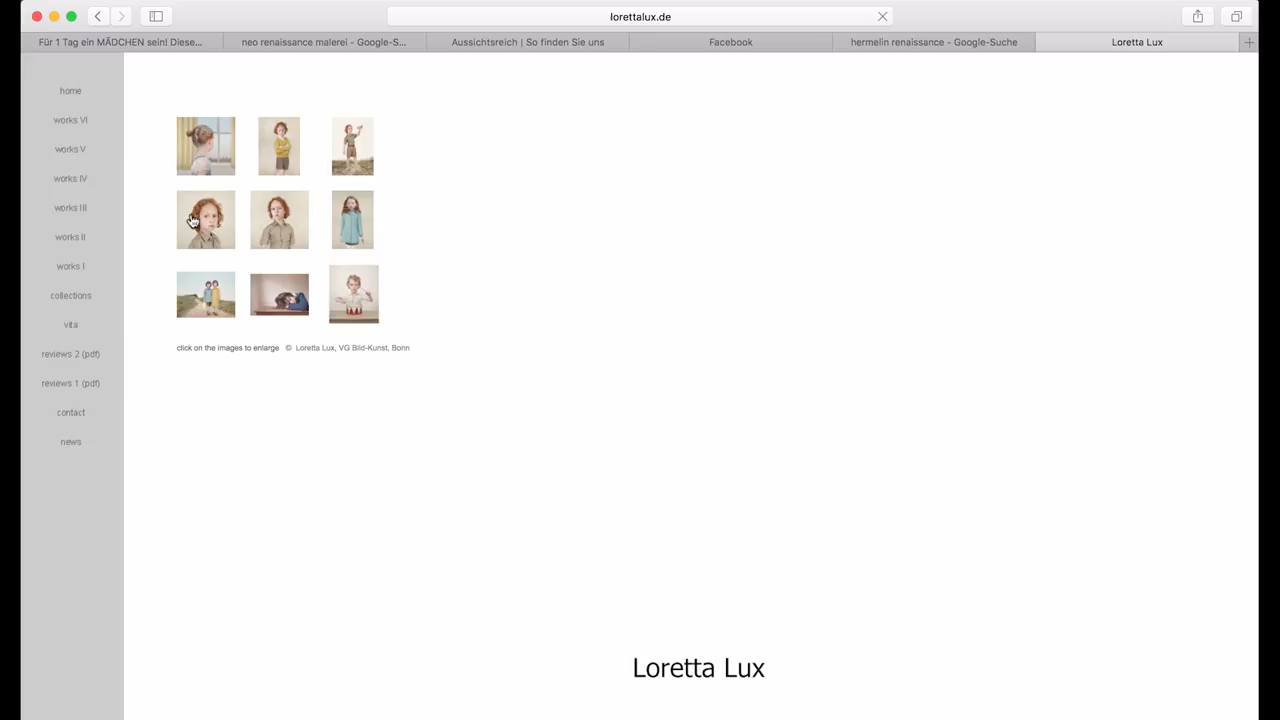 lorettalux.de
Für 1 Tag ein MÄDCHEN sein! Diese...
neo renaissance malerei - Google-S...
Aussichtsreich | So finden Sie uns
Facebook
hermelin renaissance - Google-Suche
Loretta Lux
home
works VI
works V
works IV
works III
works II
works I
collections
vita
reviews 2 (pdf)
reviews 1 (pdf)
contact
news
click on the images to enlarge © Loretta Lux, VG Bild-Kunst, Bonn
Loretta Lux